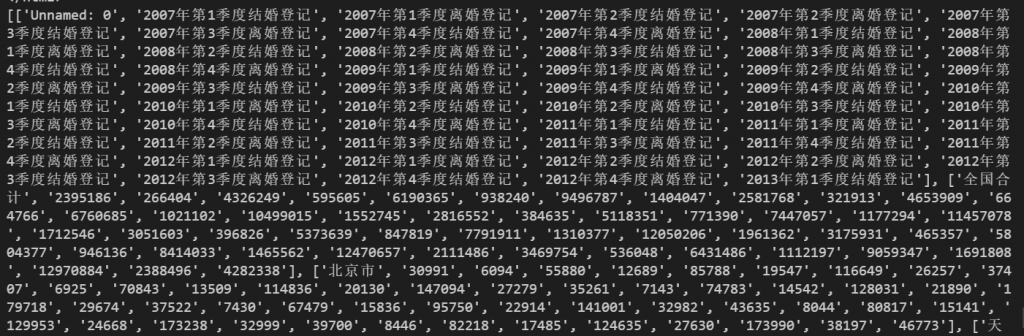 [['Unnamed: 0', '2007年第1季度结婚登记', '2007年第1季度离婚登记', '2007年第2季度结婚登记', '2007年第2季度离婚登记', '2007年第
3季度结婚登记', '2007年第3季度离婚登记', '2007年第4季度结婚登记', '2007年第4季度离婚登记', '2008年第1季度结婚登记', '2008年第
1季度离婚登记', '2008年第2季度结婚登记', '2008年第2季度离婚登记', '2008年第3季度结婚登记', '2008年第3季度离婚登记', '2008年第
4季度结婚登记', '2008年第4季度离婚登记', '2009年第1季度结婚登记', '2009年第1季度离婚登记', '2009年第2季度结婚登记', '2009年第
2季度离婚登记', '2009年第3季度结婚登记', '2009年第3季度离婚登记', '2009年第4季度结婚登记', '2009年第4季度离婚登记', '2010年第
1季度结婚登记', '2010年第1季度离婚登记', '2010年第2季度结婚登记', '2010年第2季度离婚登记', '2010年第3季度结婚登记', '2010年第
3季度离婚登记', '2010年第4季度结婚登记', '2010年第4季度离婚登记', '2011年第1季度结婚登记', '2011年第1季度离婚登记', '2011年第
2季度结婚登记', '2011年第2季度离婚登记', '2011年第3季度结婚登记', '2011年第3季度离婚登记', '2011年第4季度结婚登记', '2011年第
4季度离婚登记', '2012年第1季度结婚登记', '2012年第1季度离婚登记', '2012年第2季度结婚登记', '2012年第2季度离婚登记', '2012年第
3季度结婚登记', '2012年第3季度离婚登记', '2012年第4季度结婚登记', '2012年第4季度离婚登记', '2013年第1季度结婚登记'], ['全国合
计', '2395186', '266404', '4326249', '595605', '6190365', '938240', '9496787', '1404047', '2581768', '321913', '4653909', '66
4766', '6760685', '1021102', '10499015', '1552745', '2816552', '384635', '5118351', '771390', '7447057', '1177294', '11457078
', '1712546', '3051603', '396826', '5373639', '847819', '7791911', '1310377', '12050206', '1961362', '3175931', '465357', '58
04377', '946136', '8414033', '1465562', '12470657', '2111486', '3469754', '536048', '6431486', '1112197', '9059347', '1691808
', '12970884', '2388496', '4282338'], ['北京市', '30991', '6094', '55880', '12689', '85788', '19547', '116649', '26257', '374
07', '6925', '70843', '13509', '114836', '20130', '147094', '27279', '35261', '7143', '74783', '14542', '128031', '21890', '1
79718', '29674', '37522', '7430', '67479', '15836', '95750', '22914', '141001', '32982', '43635', '8044', '80817', '15141', '
129953', '24668', '173238', '32999', '39700', '8446', '82218', '17485', '124635', '27630', '173990', '38197', '46773'], ['天